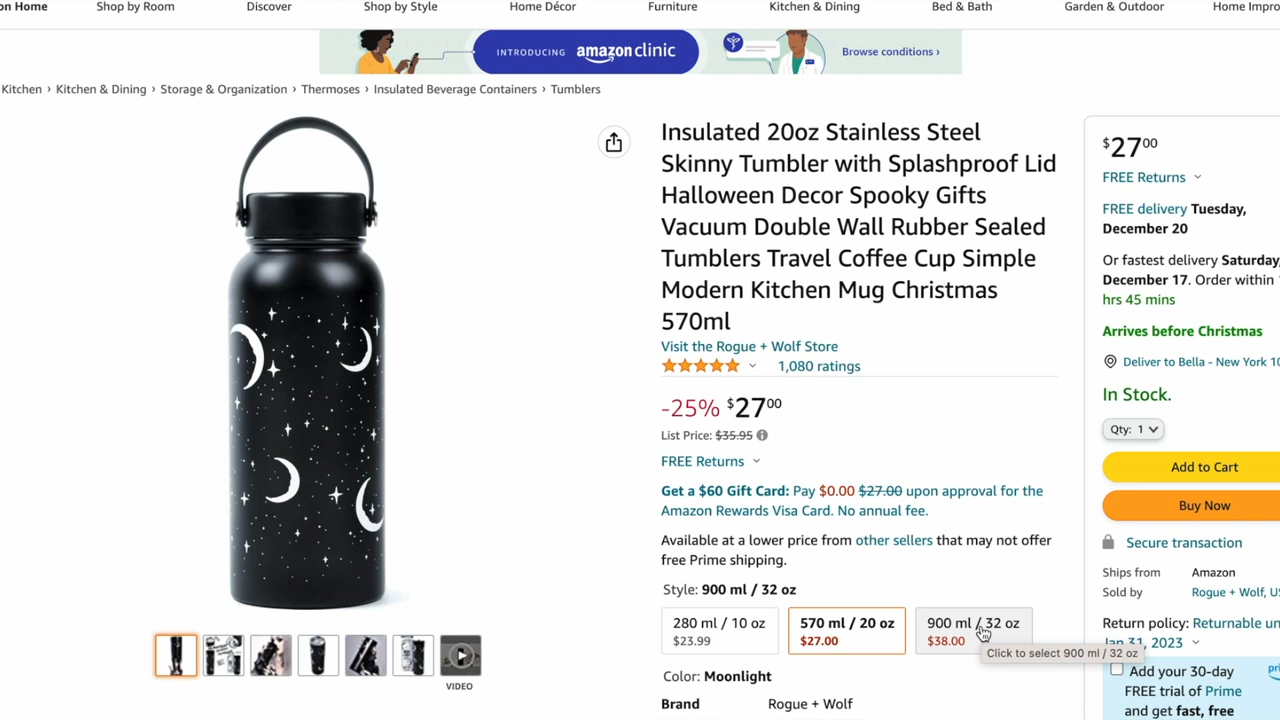 on Home
Shop by Room
Discover
Shop by Style
Home Décor
Furniture
Kitchen & Dining
Bed & Bath
Garden & Outdoor
Home Impro
INTRODUCING amazon clinic
Browse conditions ›
Kitchen › Kitchen & Dining › Storage & Organization › Thermoses › Insulated Beverage Containers › Tumblers
Insulated 20oz Stainless Steel
Skinny Tumbler with Splashproof Lid
Halloween Decor Spooky Gifts
Vacuum Double Wall Rubber Sealed
Tumblers Travel Coffee Cup Simple
Modern Kitchen Mug Christmas
570ml
Visit the Rogue + Wolf Store
1,080 ratings
-25% $27 00
List Price: $35.95
FREE Returns
Get a $60 Gift Card: Pay $0.00 $27.00 upon approval for the
Amazon Rewards Visa Card. No annual fee.
Available at a lower price from other sellers that may not offer
free Prime shipping.
Style: 900 ml / 32 oz
280 ml / 10 oz
$23.99
570 ml / 20 oz
$27.00
900 ml / 32 oz
$38.00
Click to select 900 ml / 32 oz
Color: Moonlight
Brand Rogue + Wolf
VIDEO
$27 00
FREE Returns
FREE delivery Tuesday,
December 20
Or fastest delivery Saturday,
December 17. Order within
hrs 45 mins
Arrives before Christmas
Deliver to Bella - New York 10
In Stock.
Qty: 1
Add to Cart
Buy Now
Secure transaction
Ships from Amazon
Sold by Rogue + Wolf, US
Return policy: Returnable un
Jan 31, 2023
Add your 30-day
FREE trial of Prime
and get fast, free